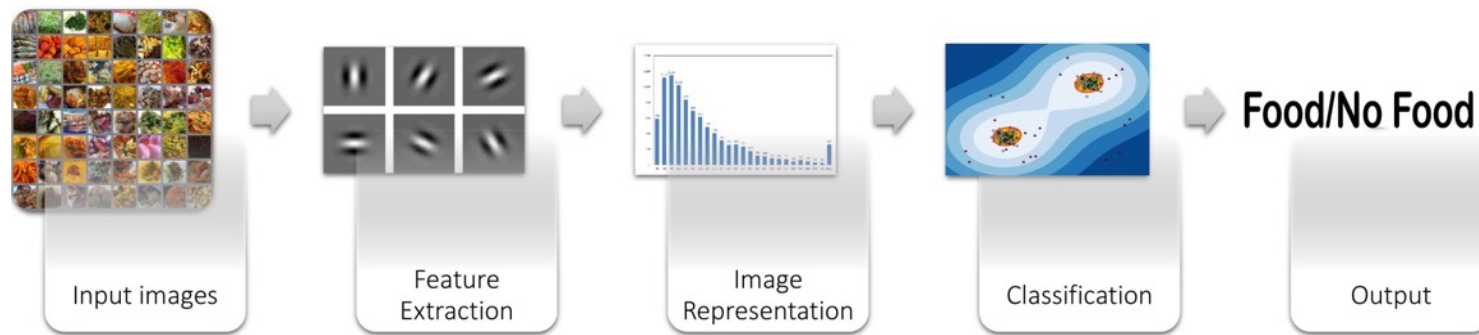 Food/No Food
Input images
Feature
Extraction
Image
Representation
Classification
Output